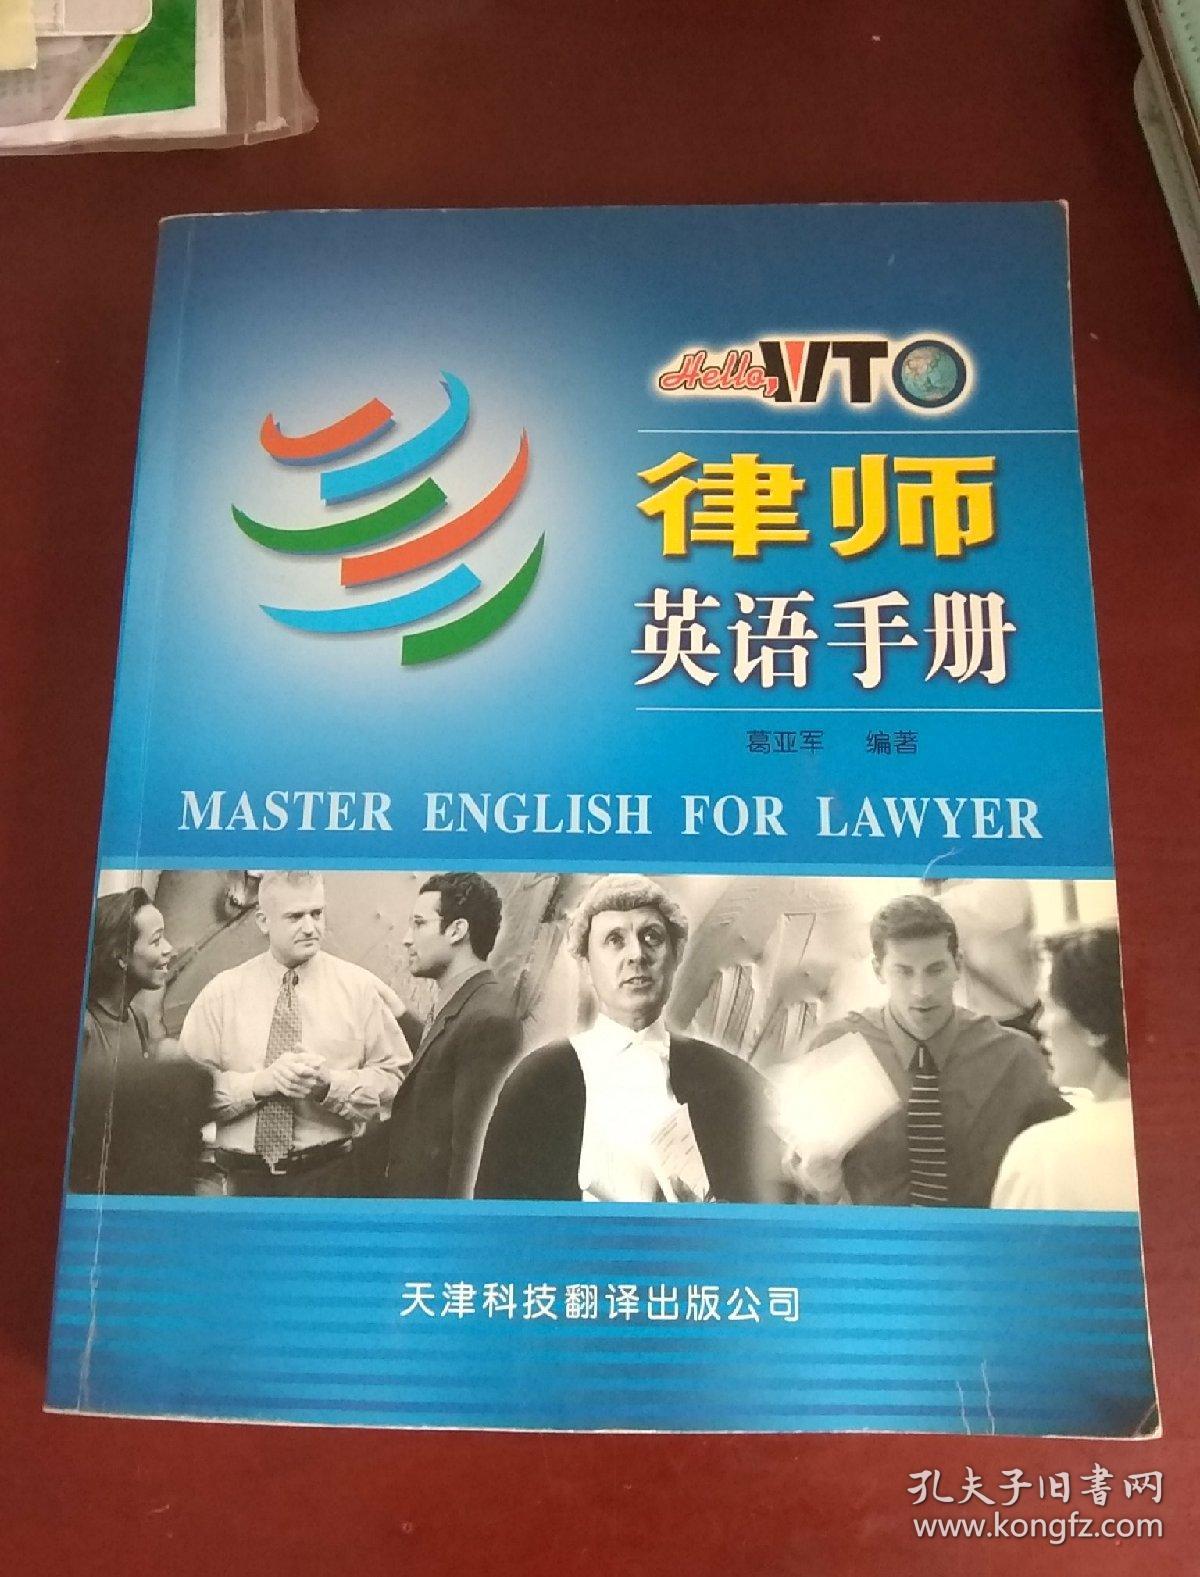 Hello, WTO
律师
英语手册
葛亚军 编著
MASTER ENGLISH FOR LAWYER
天津科技翻译出版公司
孔夫子旧书网
www.kongfz.com